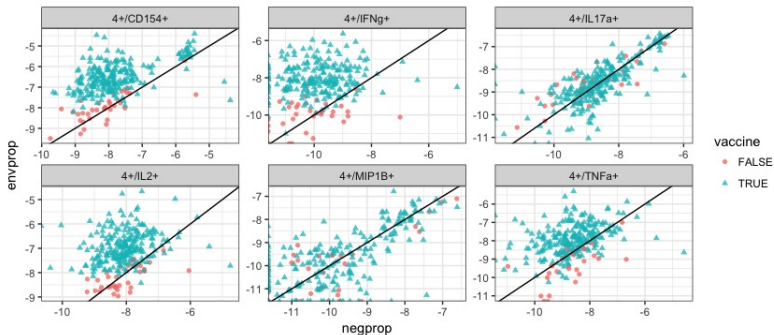 4+/CD154+ 4+/IFNg+ 4+/IL17a+
-5 -6 -7 -8 -9
-10 -9 -8 -7 -6 -5
-6 -8 -10
-10 -8 -6
-7 -8 -9 -10 -11
-10 -8 -6
4+/IL2+ 4+/MIP1B+ 4+/TNFa+
-5 -6 -7 -8 -9
-10 -8 -6
-7 -8 -9 -10 -11
-11 -10 -9 -8 -7
-6 -7 -8 -9 -10 -11
-10 -8 -6
envprop
negprop
vaccine
FALSE
TRUE